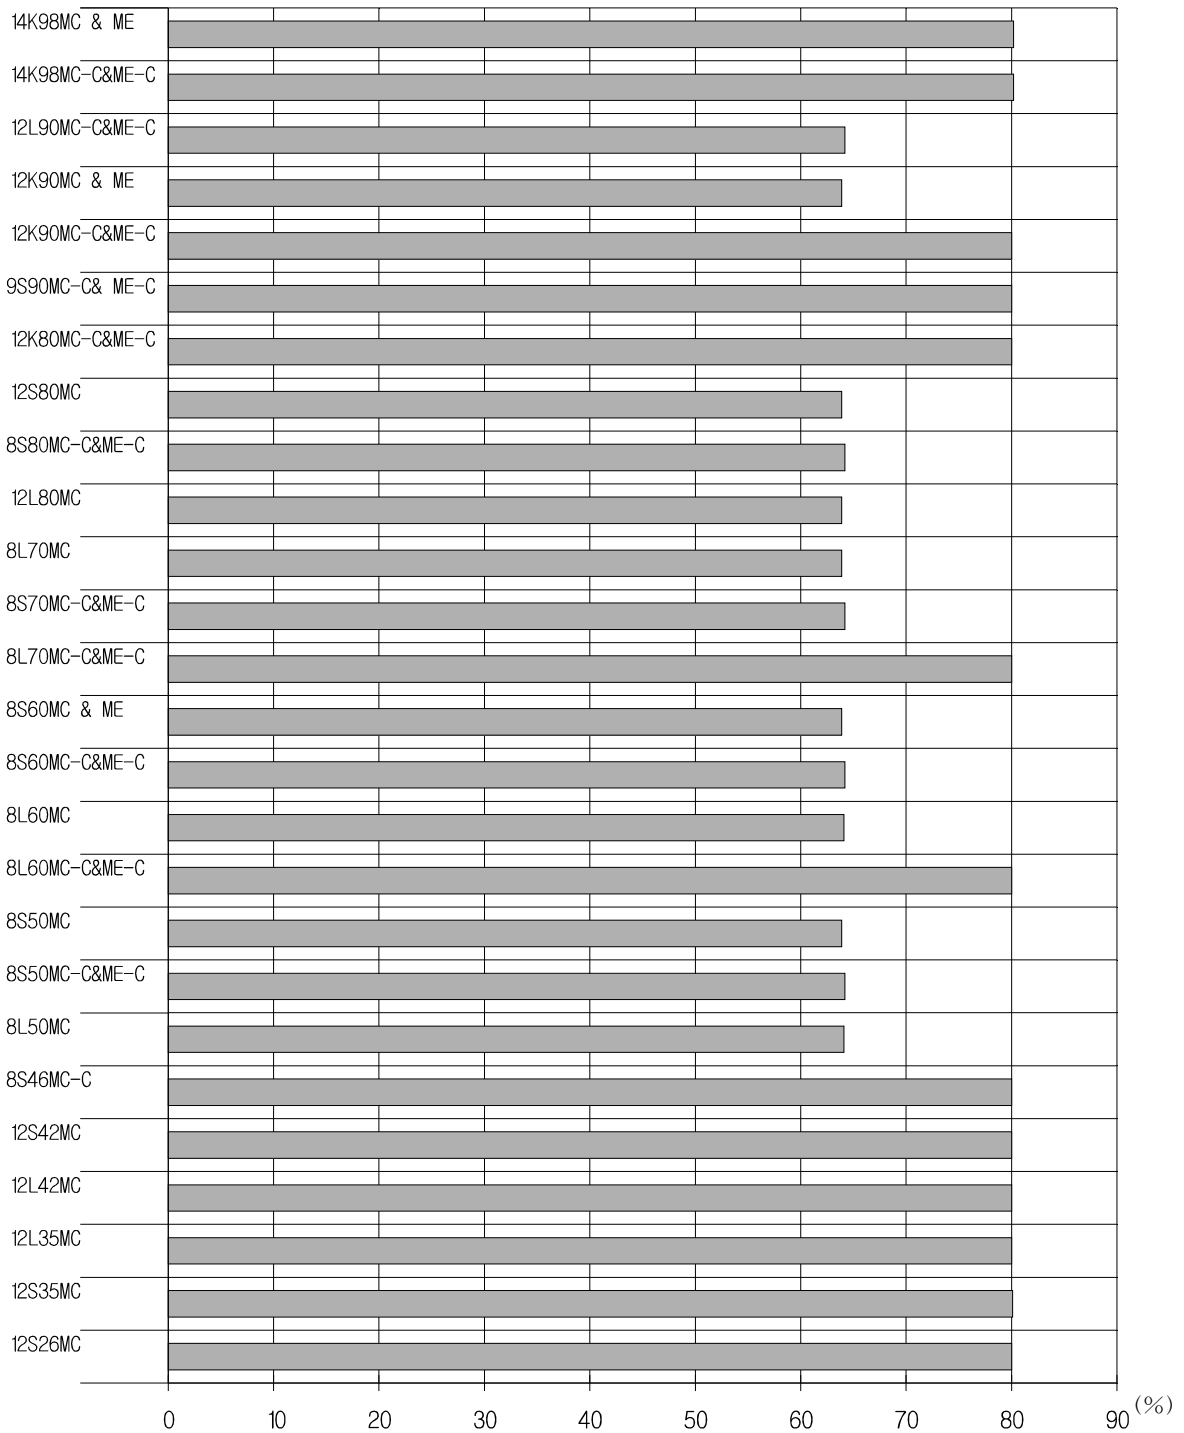 14K98MC & ME
14K98MC-C&ME-C
12L90MC-C&ME-C
12K90MC & ME
12K90MC-C&ME-C
9S90MC-C& ME-C
12K80MC-C&ME-C
12S80MC
8S80MC-C&ME-C
12L80MC
8L70MC
8S70MC-C&ME-C
8L70MC-C&ME-C
8S60MC & ME
8S60MC-C&ME-C
8L60MC
8L60MC-C&ME-C
8S50MC
8S50MC-C&ME-C
8L50MC
8S46MC-C
12S42MC
12L42MC
12L35MC
12S35MC
12S26MC
0 10 20 30 40 50 60 70 80 90 (%)